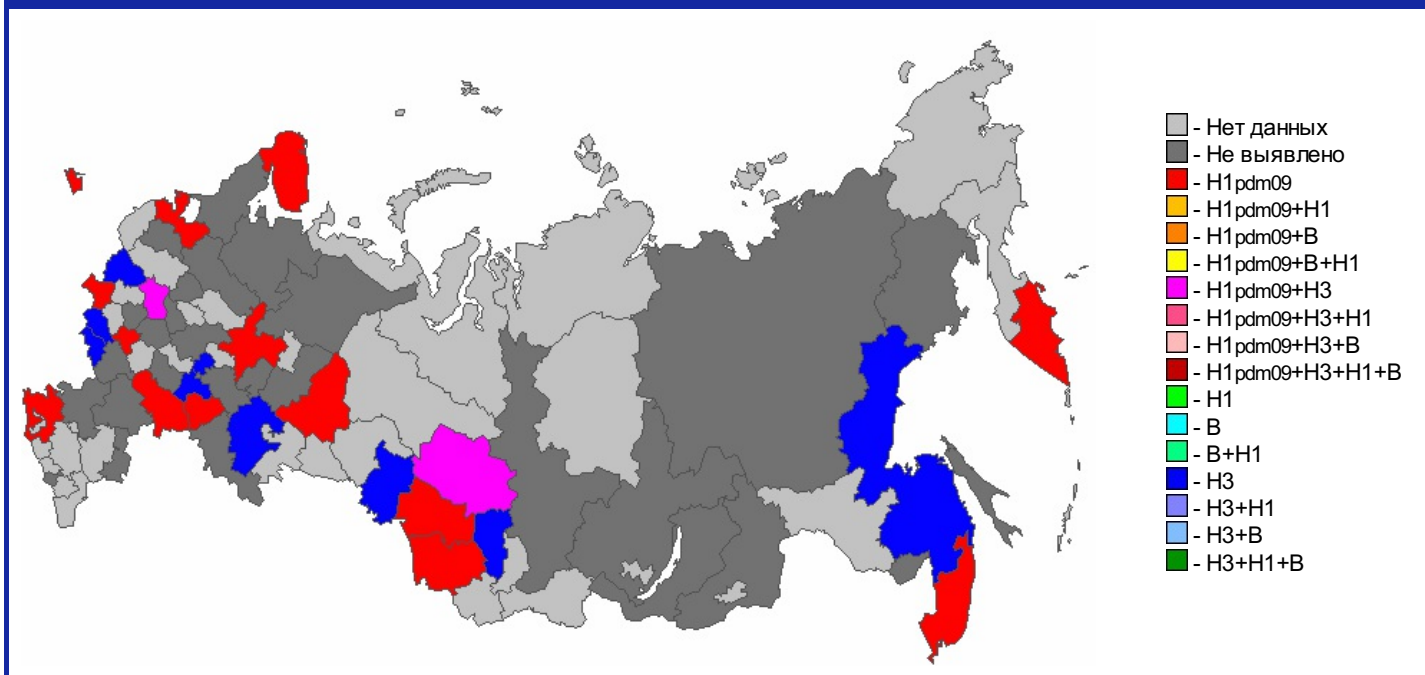 - Нет данных
- Не выявлено
- H1pdm09
- H1pdm09+H1
- H1pdm09+B
- H1pdm09+B+H1
- H1pdm09+H3
- H1pdm09+H3+H1
- H1pdm09+H3+B
- H1pdm09+H3+H1+B
- H1
- B
- B+H1
- H3
- H3+H1
- H3+B
- H3+H1+B